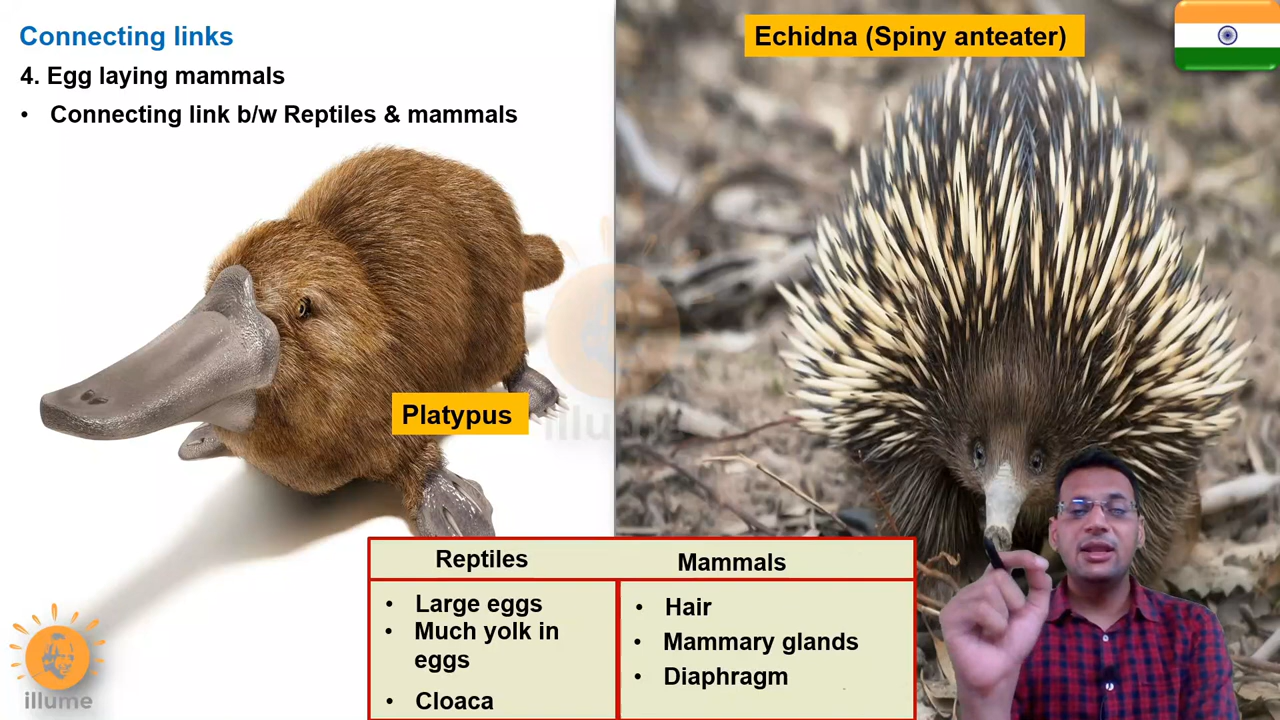 Connecting links
4. Egg laying mammals
• Connecting link b/w Reptiles & mammals
Echidna (Spiny anteater)
Platypus
Reptiles
• Large eggs
• Much yolk in
eggs
• Cloaca
Mammals
• Hair
• Mammary glands
• Diaphragm
illume
illume